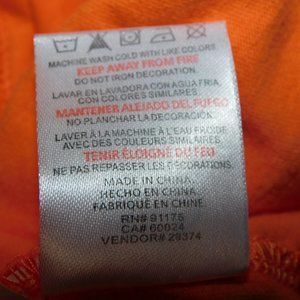 MACHINE WASH COLD WITH LIKE COLORS
KEEP AWAY FROM FIRE
DO NOT IRON DECORATION
LAVAR EN LAVADORA CON AGUA FRIA
CON COLORES SIMILARES
MANTENER ALEJADO DEL FUEGO
NO PLANCHAR LA DECORACION
LAVER À LA MACHINE À L'EAU FROIDE
AVEC DES COULEURS SIMILAIRES
TENIR ÉLOIGNÉ DU FEU
NE PAS REPASSER LES DÉCORATIONS
MADE IN CHINA
HECHO EN CHINA
FABRIQUÉ EN CHINE
RN# 91175
CA# 60024
VENDOR# 29374